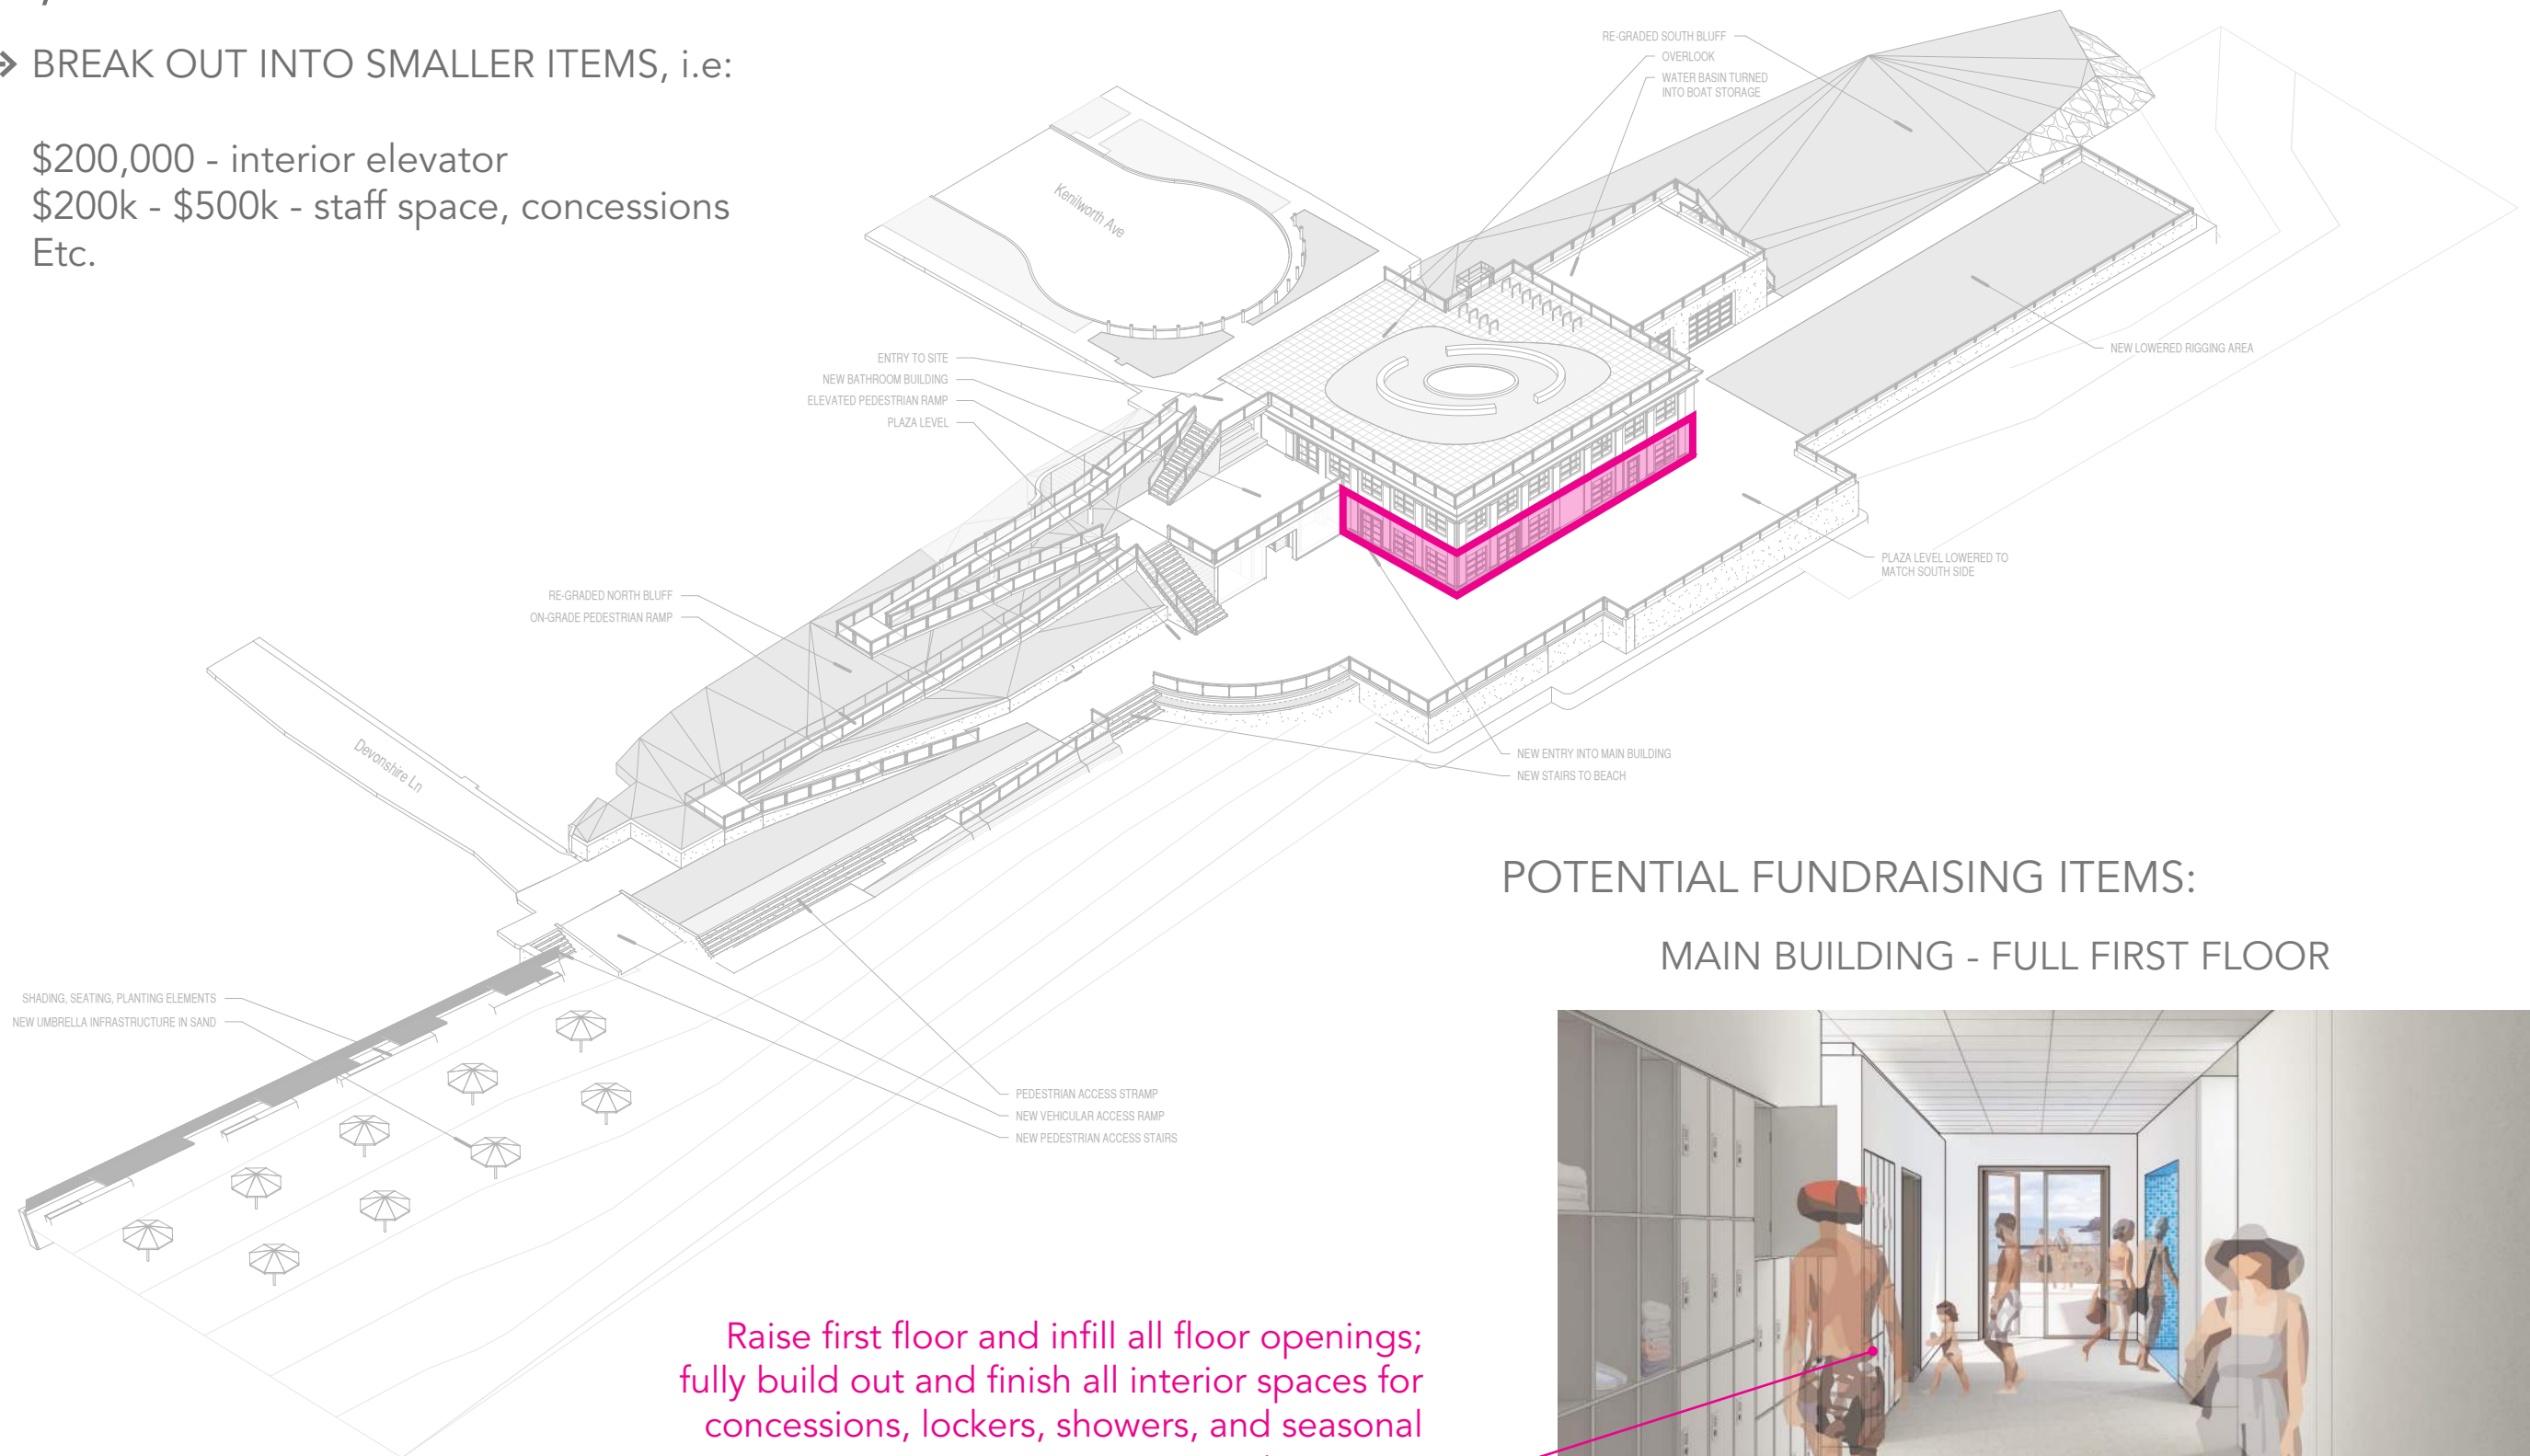 BREAK OUT INTO SMALLER ITEMS, i.e:
$200,000 - interior elevator
$200k - $500k - staff space, concessions
Etc.
RE-GRADED SOUTH BLUFF
OVERLOOK
WATER BASIN TURNED
INTO BOAT STORAGE
Kenilworth Ave
ENTRY TO SITE
NEW BATHROOM BUILDING
ELEVATED PEDESTRIAN RAMP
PLAZA LEVEL
NEW LOWERED RIGGING AREA
PLAZA LEVEL LOWERED TO
MATCH SOUTH SIDE
RE-GRADED NORTH BLUFF
ON-GRADE PEDESTRIAN RAMP
Devonshire Ln
NEW ENTRY INTO MAIN BUILDING
NEW STAIRS TO BEACH
POTENTIAL FUNDRAISING ITEMS:
MAIN BUILDING - FULL FIRST FLOOR
SHADING, SEATING, PLANTING ELEMENTS
NEW UMBRELLA INFRASTRUCTURE IN SAND
PEDESTRIAN ACCESS STRAMP
NEW VEHICULAR ACCESS RAMP
NEW PEDESTRIAN ACCESS STAIRS
Raise first floor and infill all floor openings;
fully build out and finish all interior spaces for
concessions, lockers, showers, and seasonal